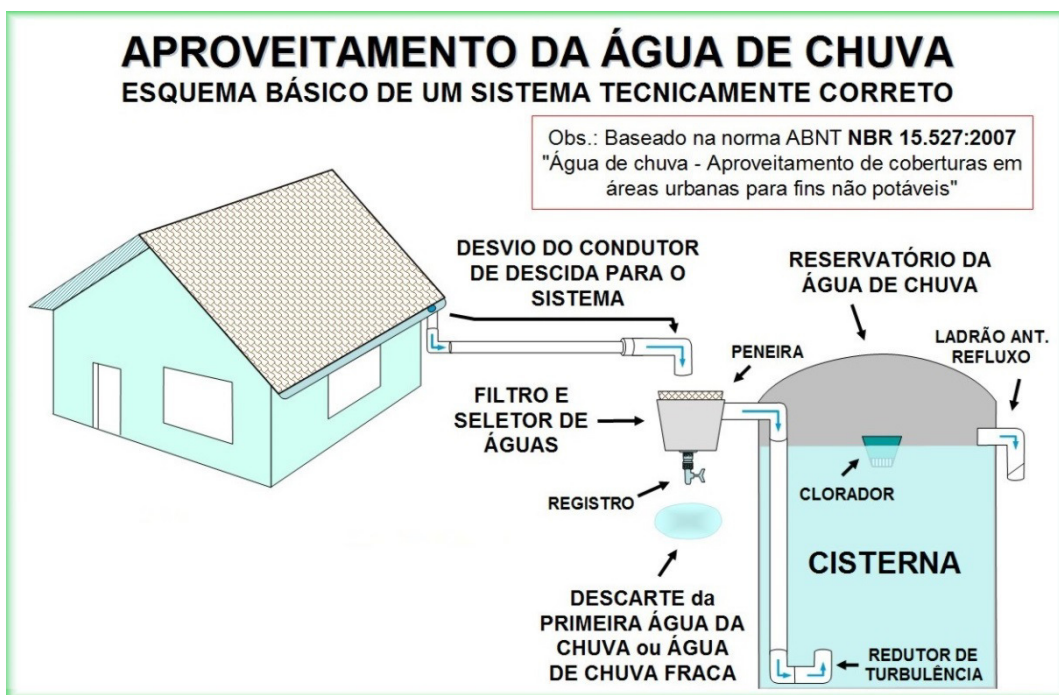 APROVEITAMENTO DA ÁGUA DE CHUVA
ESQUEMA BÁSICO DE UM SISTEMA TECNICAMENTE CORRETO
Obs.: Baseado na norma ABNT NBR 15.527:2007
"Água de chuva - Aproveitamento de coberturas em
áreas urbanas para fins não potáveis"
DESVIO DO CONDUTOR
DE DESCIDA PARA O
SISTEMA
RESERVATÓRIO DA
ÁGUA DE CHUVA
LADRÃO ANT.
REFLUXO
PENEIRA
FILTRO E
SELETOR DE
ÁGUAS
REGISTRO
CLORADOR
CISTERNA
DESCARTE da
PRIMEIRA ÁGUA DA
CHUVA ou ÁGUA
DE CHUVA FRACA
REDUTOR DE
TURBULÊNCIA